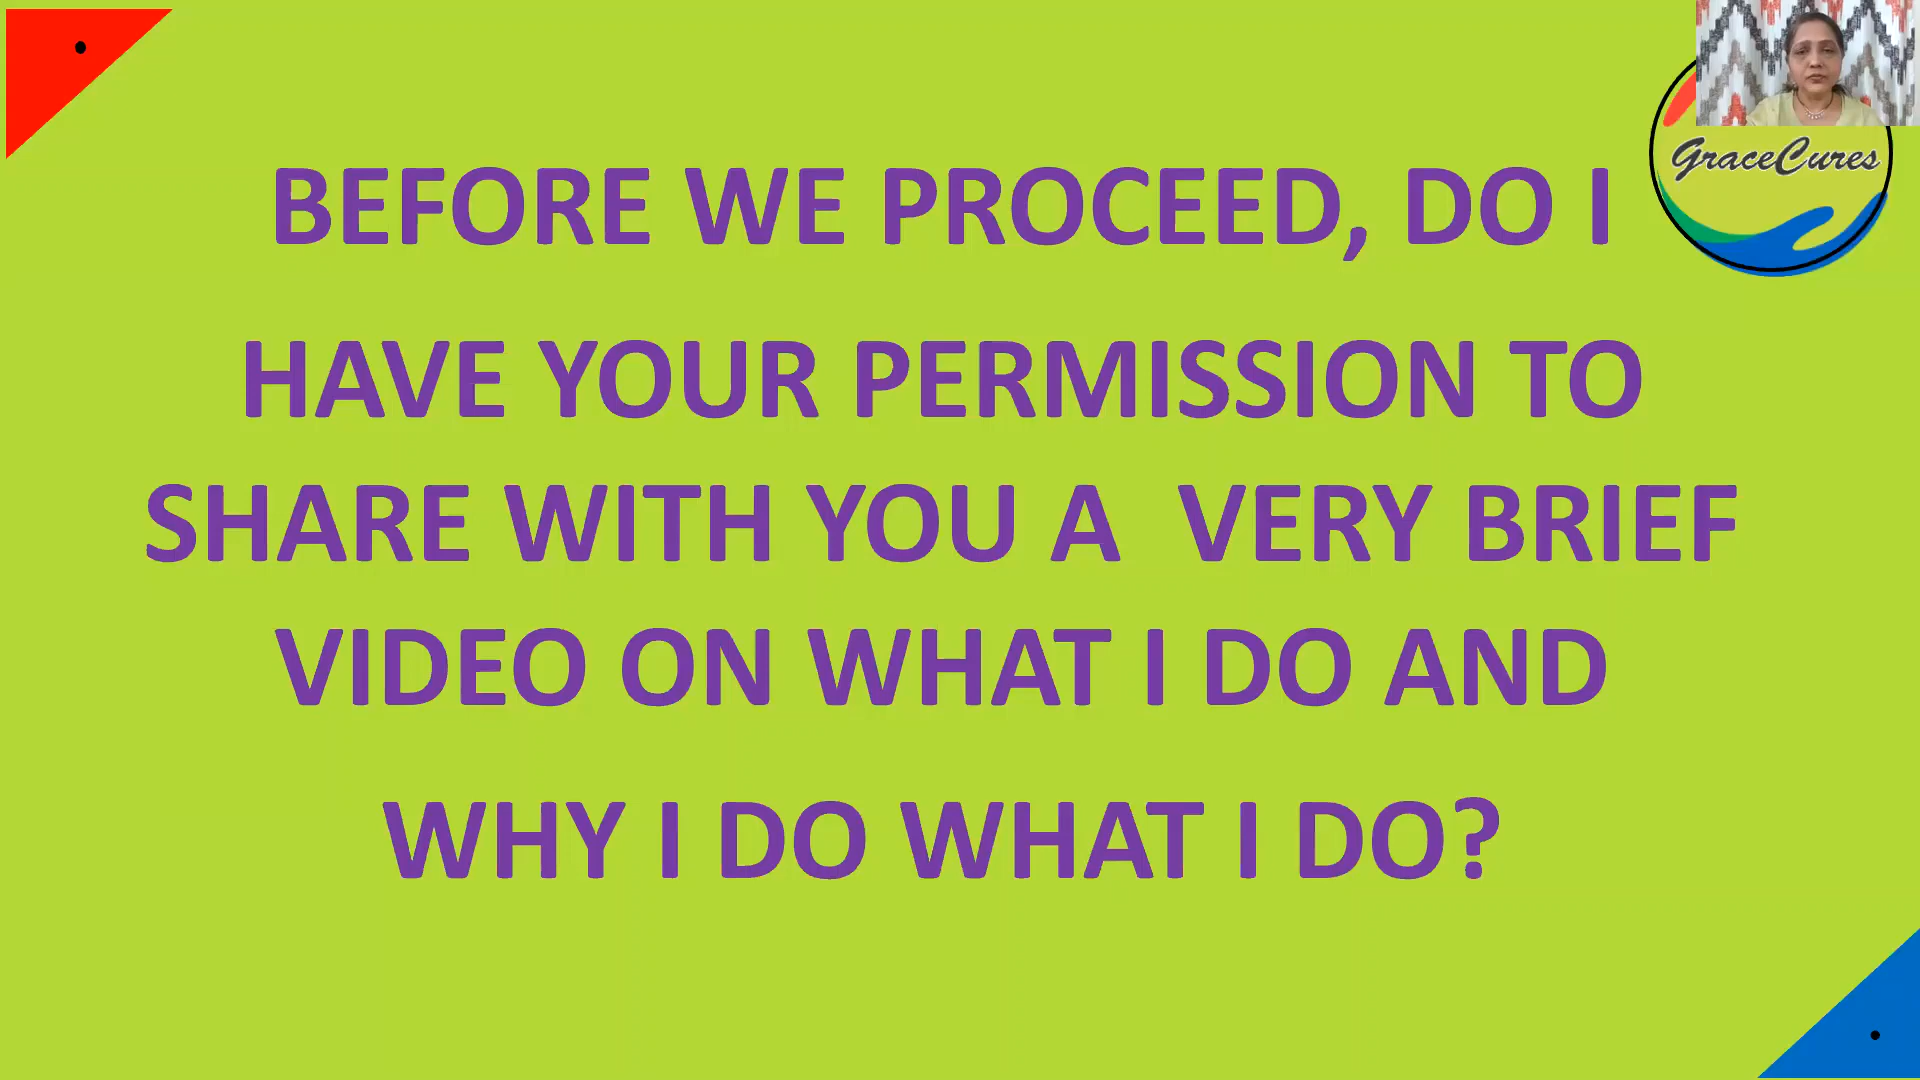 GraceCures
BEFORE WE PROCEED, DO I
HAVE YOUR PERMISSION TO
SHARE WITH YOU A  VERY BRIEF
VIDEO ON WHAT I DO AND
WHY I DO WHAT I DO?